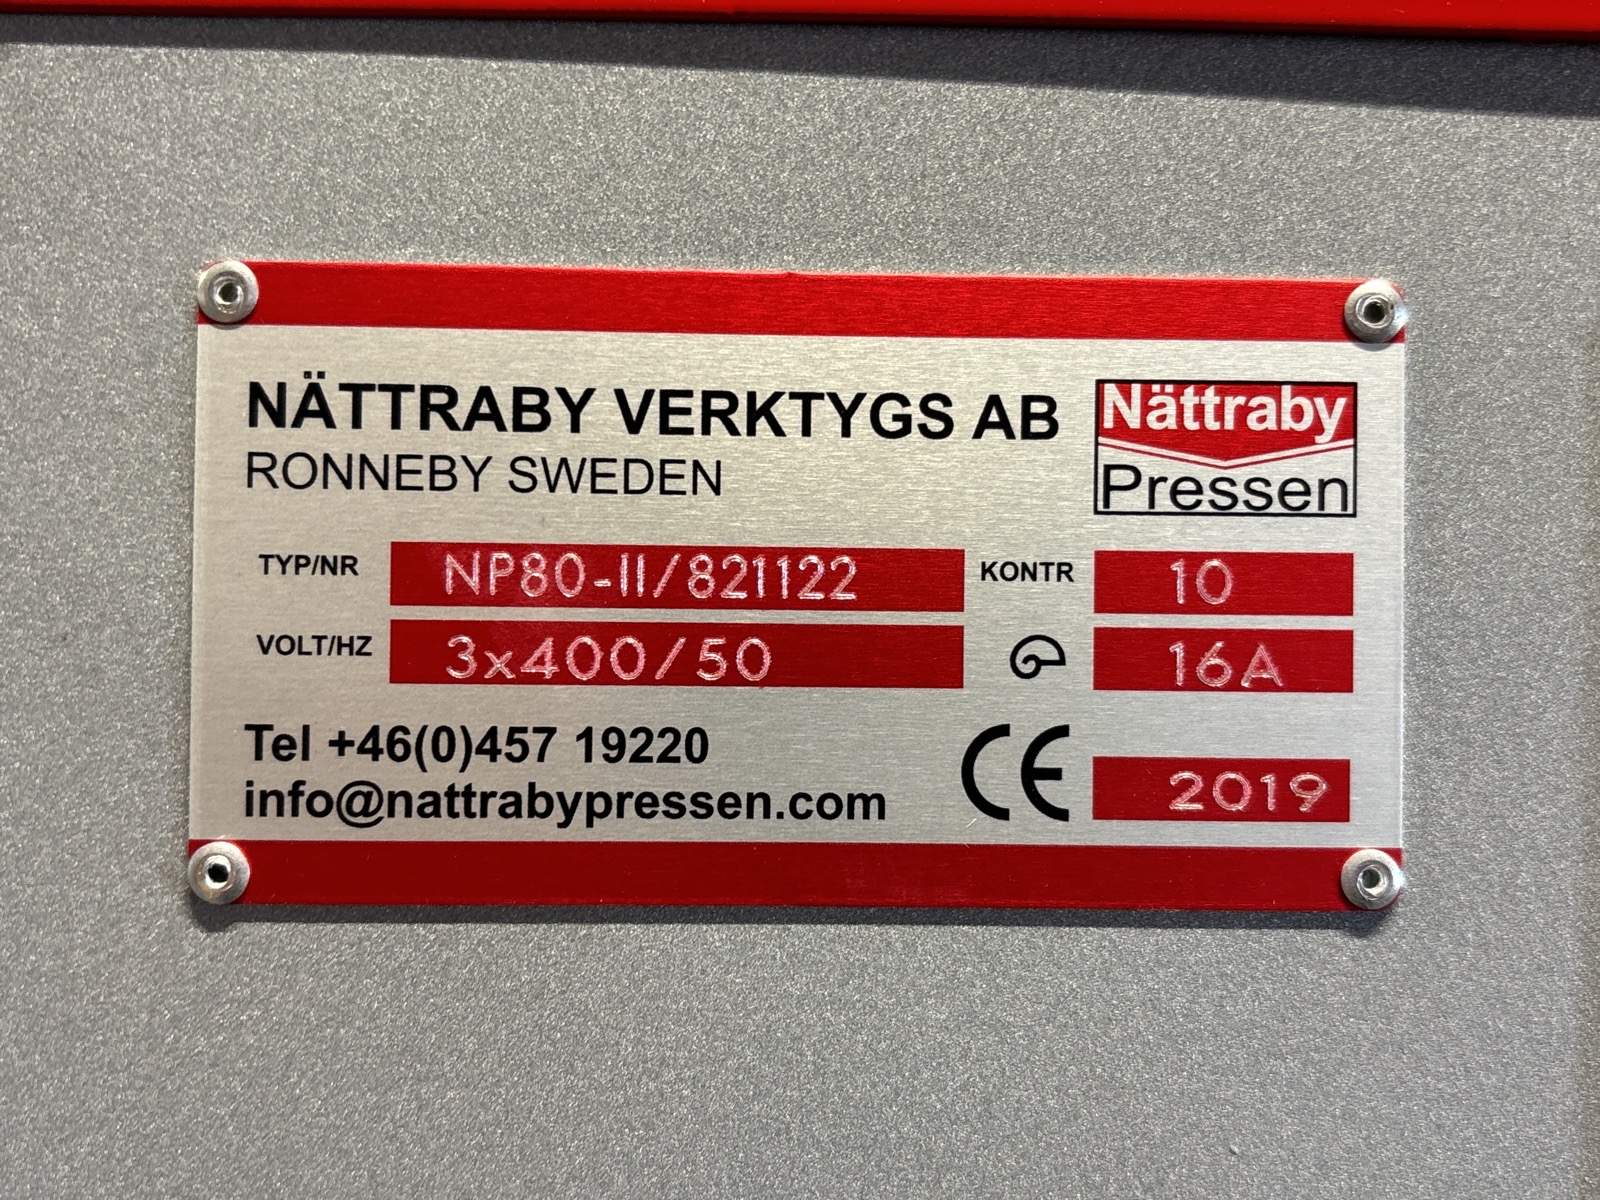 NÄTTRABY VERKTYGS AB
RONNEBY SWEDEN
Nättraby
Pressen
TYP/NR NP80-II/821122 KONTR 10
VOLT/HZ 3x400/50 16A
Tel +46(0)457 19220
info@nattrabypressen.com
CE 2019